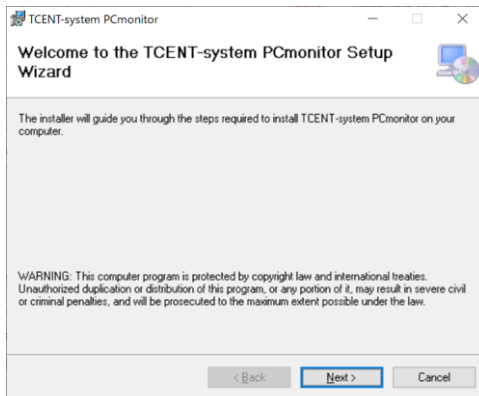 TCENT-system PCmonitor
Welcome to the TCENT-system PCmonitor Setup
Wizard
The installer will guide you through the steps required to install TCENT-system PCmonitor on your
computer.
WARNING: This computer program is protected by copyright law and international treaties.
Unauthorized duplication or distribution of this program, or any portion of it, may result in severe civil
or criminal penalties, and will be prosecuted to the maximum extent possible under the law.
< Back Next > Cancel